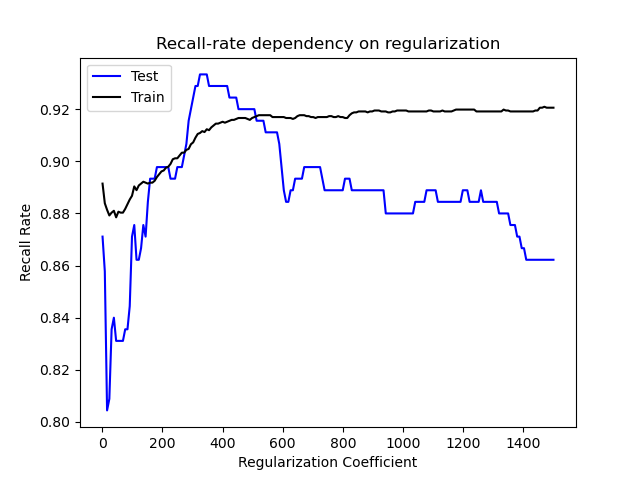 Recall-rate dependency on regularization
Test
Train
0.92
0.90
0.88
0.86
0.84
0.82
0.80
Recall Rate
0 200 400 600 800 1000 1200 1400
Regularization Coefficient